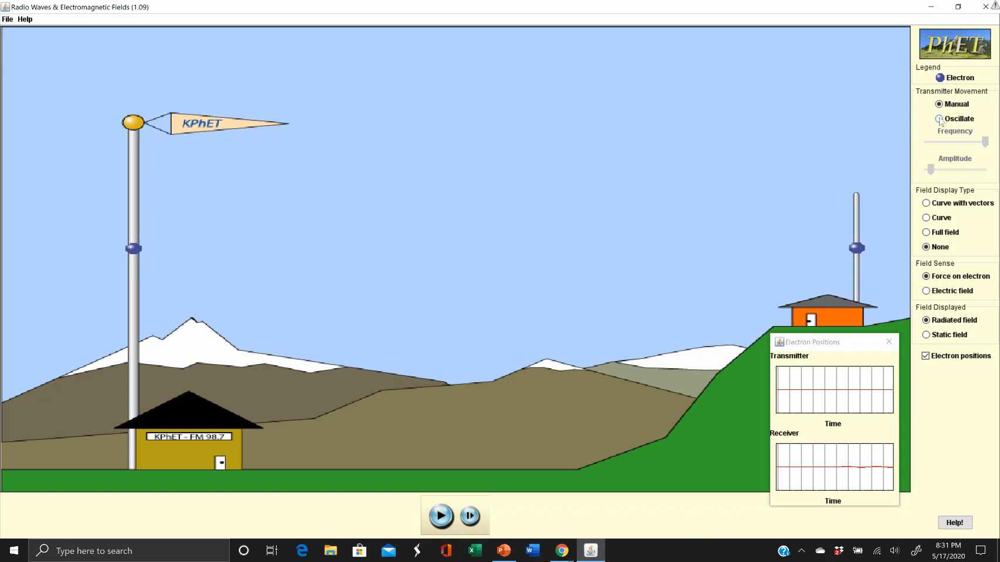 Radio Waves & Electromagnetic Fields (1.09)
File Help
PhET
Legend
Electron
Transmitter Movement
Manual
Oscillate
Frequency
Amplitude
Field Display Type
Curve with vectors
Curve
Full field
None
Field Sense
Force on electron
Electric field
Field Displayed
Radiated field
Static field
Electron positions
KPhET
KPhET - FM 98.7
Electron Positions
Transmitter
Time
Receiver
Time
Help!
Type here to search
8:31 PM
5/17/2020